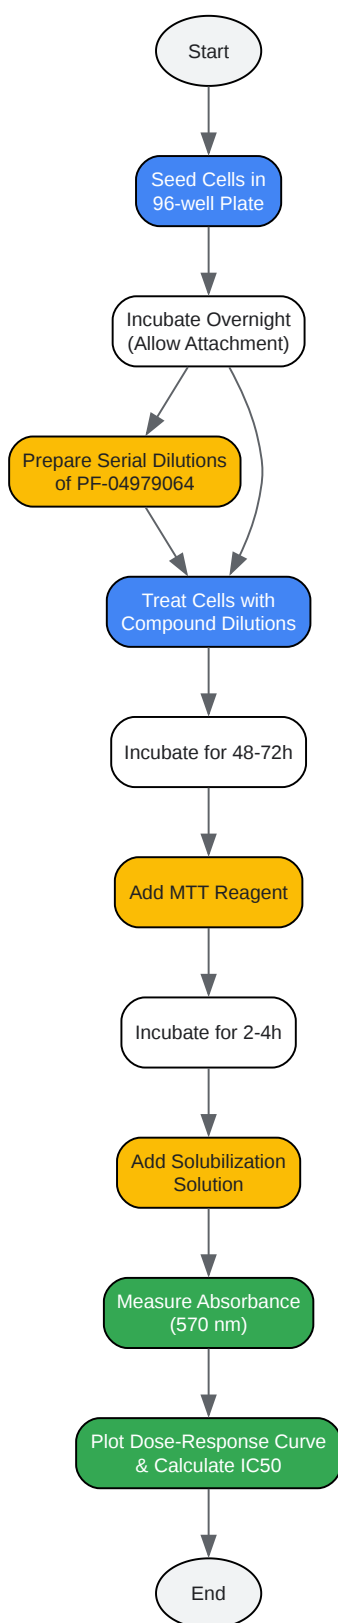 Start
Seed Cells in
96-well Plate
Incubate Overnight
(Allow Attachment)
Prepare Serial Dilutions
of PF-04979064
Treat Cells with
Compound Dilutions
Incubate for 48-72h
Add MTT Reagent
Incubate for 2-4h
Add Solubilization
Solution
Measure Absorbance
(570 nm)
Plot Dose-Response Curve
& Calculate IC50
End